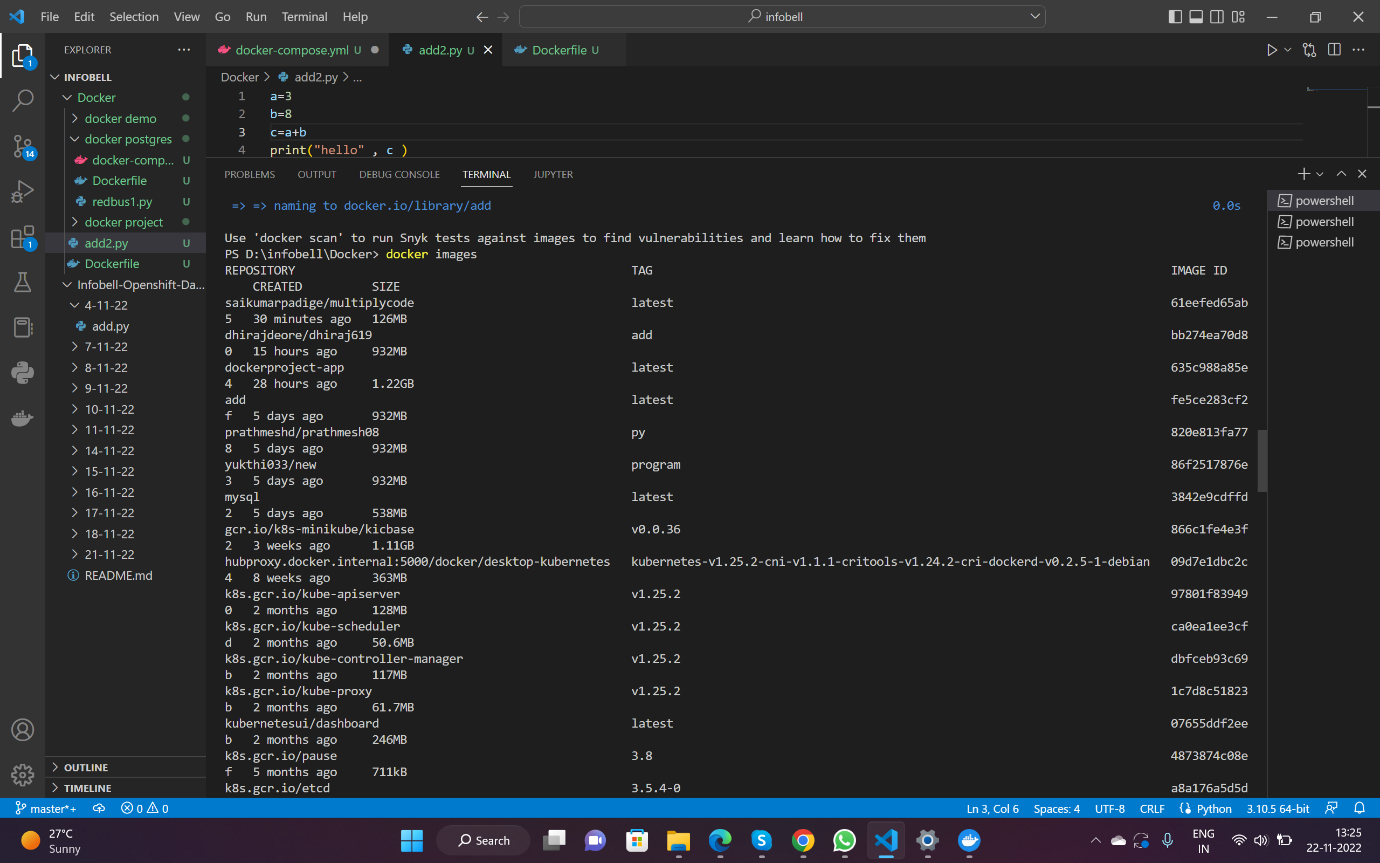 File Edit Selection View Go Run Terminal Help
infobell
EXPLORER
docker-compose.yml U
add2.py U
Dockerfile U
INFOBELL
Docker
docker demo
docker postgres
docker-comp... U
Dockerfile U
redbus1.py U
docker project
add2.py U
Dockerfile U
Infobell-Openshift-Da...
4-11-22
add.py
7-11-22
8-11-22
9-11-22
10-11-22
11-11-22
14-11-22
15-11-22
16-11-22
17-11-22
18-11-22
21-11-22
README.md
OUTLINE
TIMELINE
1
14
1
Docker > add2.py > ...
1 a=3
2 b=8
3 c=a+b
4 print("hello" , c )
PROBLEMS OUTPUT DEBUG CONSOLE TERMINAL JUPYTER
=> => naming to docker.io/library/add 0.0s
Use 'docker scan' to run Snyk tests against images to find vulnerabilities and learn how to fix them
PS D:\infobell\Docker> docker images
REPOSITORY TAG IMAGE ID
CREATED SIZE
saikumarpadige/multiplycode latest 61eefed65ab
5 30 minutes ago 126MB
dhirajdeore/dhiraj619 add bb274ea70d8
0 15 hours ago 932MB
dockerproject-app latest 635c988a85e
4 28 hours ago 1.22GB
add latest fe5ce283cf2
f 5 days ago 932MB
prathmeshd/prathmesh08 py 820e813fa77
8 5 days ago 932MB
yukthi033/new program 86f2517876e
3 5 days ago 932MB
mysql latest 3842e9cdffd
2 5 days ago 538MB
gcr.io/k8s-minikube/kicbase v0.0.36 866c1fe4e3f
2 3 weeks ago 1.11GB
hubproxy.docker.internal:5000/docker/desktop-kubernetes kubernetes-v1.25.2-cni-v1.1.1-critools-v1.24.2-cri-dockerd-v0.2.5-1-debian 09d7e1dbc2c
4 8 weeks ago 363MB
k8s.gcr.io/kube-apiserver v1.25.2 97801f83949
0 2 months ago 128MB
k8s.gcr.io/kube-scheduler v1.25.2 ca0ea1ee3cf
d 2 months ago 50.6MB
k8s.gcr.io/kube-controller-manager v1.25.2 dbfceb93c69
b 2 months ago 117MB
k8s.gcr.io/kube-proxy v1.25.2 1c7d8c51823
b 2 months ago 61.7MB
kubernetesui/dashboard latest 07655ddf2ee
b 2 months ago 246MB
k8s.gcr.io/pause 3.8 4873874c08e
f 5 months ago 711kB
k8s.gcr.io/etcd 3.5.4-0 a8a176a5d5d
powershell
powershell
powershell
master*+ 0 0 Ln 3, Col 6 Spaces: 4 UTF-8 CRLF Python 3.10.5 64-bit
27°C
Sunny
Search
ENG
IN
13:25
22-11-2022